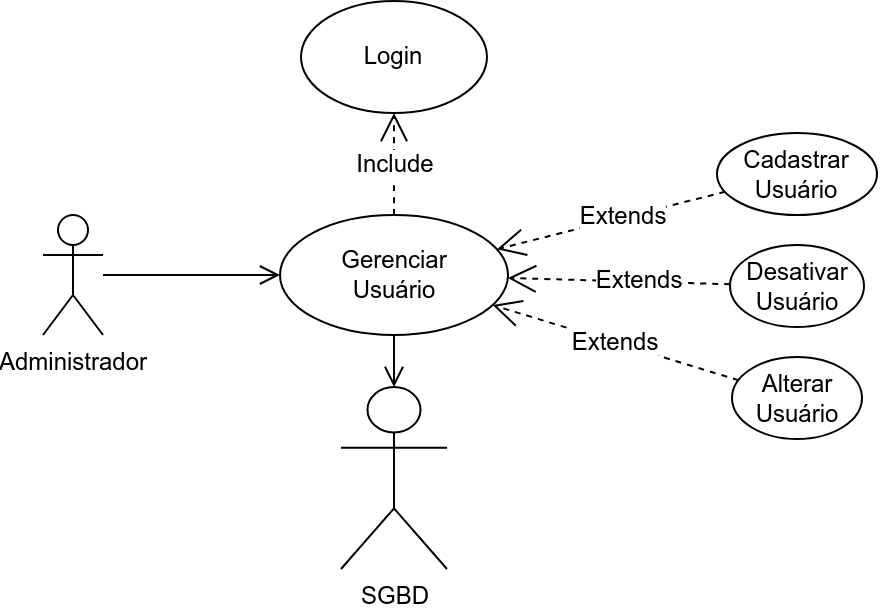 Login
Include
Cadastrar
Usuário
Extends
Gerenciar
Usuário
Extends
Desativar
Usuário
Extends
Alterar
Usuário
Administrador
SGBD